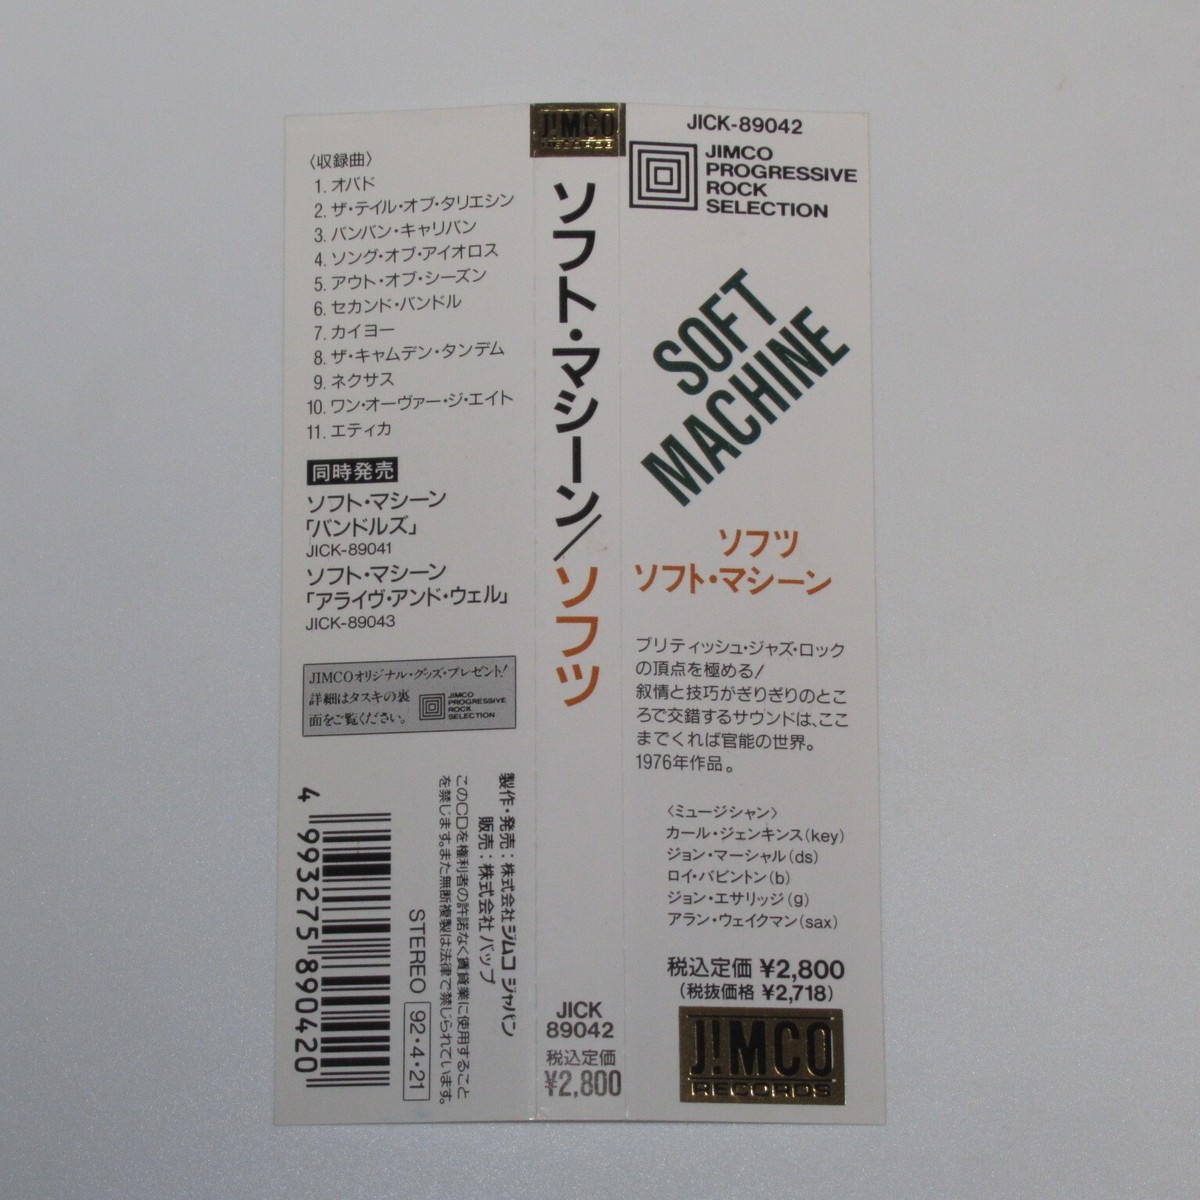 〈収録曲〉
1. オバド
2. ザ・テイル・オブ・タリエシン
3. バンバン・キャリバン
4. ソング・オブ・アイオロス
5. アウト・オブ・シーズン
6. セカンド・バンドル
7. カイヨー
8. ザ・キャムデン・タンデム
9. ネクサス
10. ワン・オーヴァー・ジ・エイト
11. エティカ
同時発売
ソフト・マシーン
「バンドルズ」
JICK-89041
ソフト・マシーン
「アライヴ・アンド・ウェル」
JICK-89043
JIMCOオリジナル・グッズ・プレゼント!
詳細はタスキの裏
面をご覧ください。
JIMCO
PROGRESSIVE
ROCK
SELECTION
製作・発売：株式会社ジムコ ジャパン
販売：株式会社バップ
このCDを権利者の許諾なく賃貸業に使用すること
を禁じます。また無断複製は法律で禁じられています。
STEREO 92・4・21
4 993275 890420
J!MCO
RECORDS
ソフト・マシーン／ソフツ
JICK
89042
税込定価
¥2,800
JICK-89042
JIMCO
PROGRESSIVE
ROCK
SELECTION
SOFT
MACHINE
ソフツ
ソフト・マシーン
ブリティッシュ・ジャズ・ロック
の頂点を極める!
叙情と技巧がぎりぎりのとこ
ろで交錯するサウンドは、ここ
までくれば官能の世界。
1976年作品。
〈ミュージシャン〉
カール・ジェンキンス(key)
ジョン・マーシャル(ds)
ロイ・バビントン(b)
ジョン・エサリッジ(g)
アラン・ウェイクマン(sax)
税込定価 ¥2,800
(税抜価格 ¥2,718)
J!MCO
RECORDS